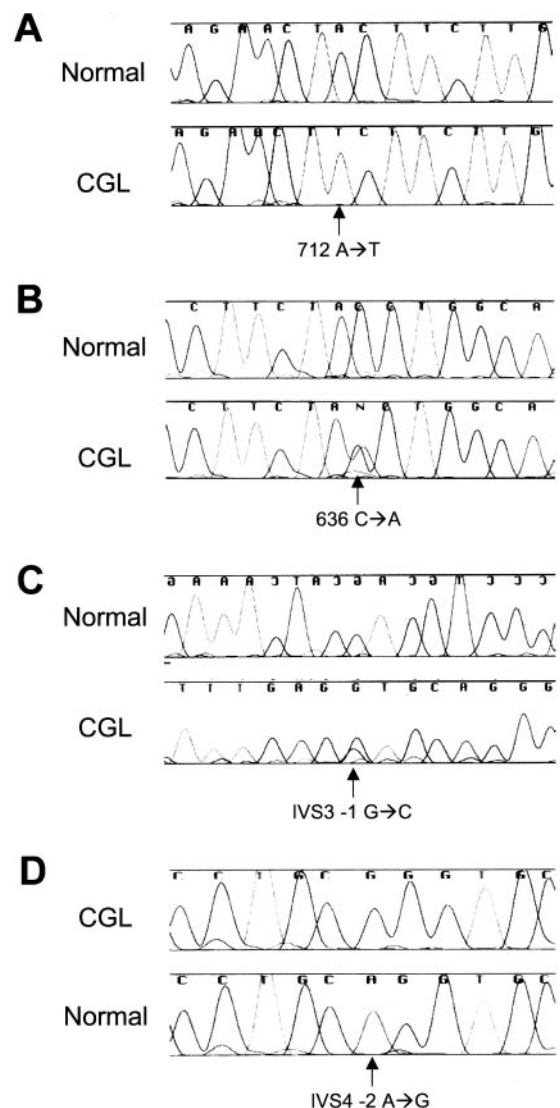 A
Normal
A G A A C T A C T T C T T G
CGL
A G A C T T C T T C T T G
712 A→T
B
Normal
C T T C T A C G T G G C A
CGL
C T T C T A N G T G G C A
636 C→A
C
Normal
G A A A C T A C G A C G T C C C
CGL
T T T G A G G T G C A G G G
IVS3 -1 G→C
D
CGL
C C T G C G G G T G C
Normal
C C T G C A G G T G C
IVS4 -2 A→G